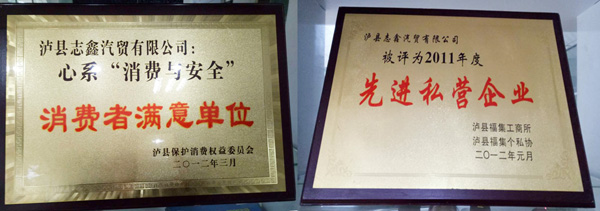 泸县志鑫汽贸有限公司：
心系“消费与安全”
消费者满意单位
泸县保护消费权益委员会
二〇一二年三月
泸县志鑫汽贸有限公司
被评为2011年度
先进私营企业
泸县福集工商所
泸县福集个私协
二〇一二年元月